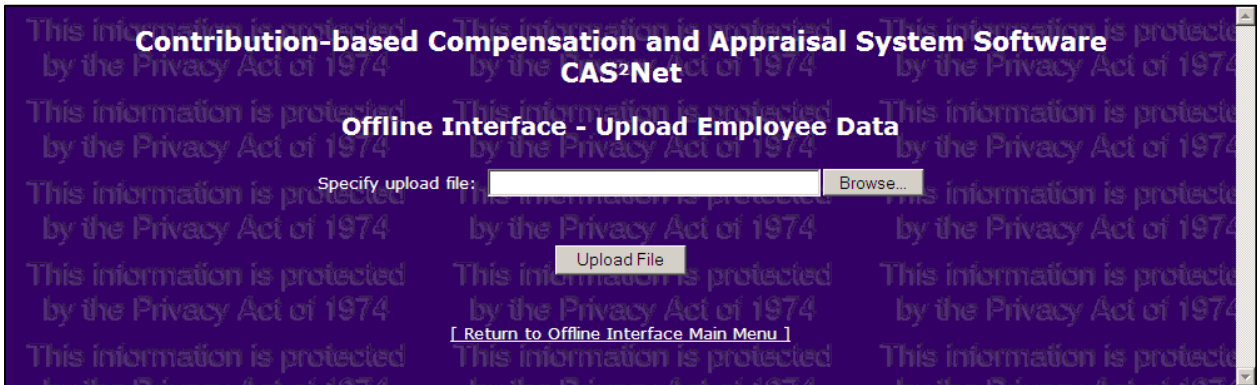 Contribution-based Compensation and Appraisal System Software
CAS²Net
Offline Interface - Upload Employee Data
Specify upload file: Browse...
Upload File
[ Return to Offline Interface Main Menu ]
This information is protected
by the Privacy Act of 1974